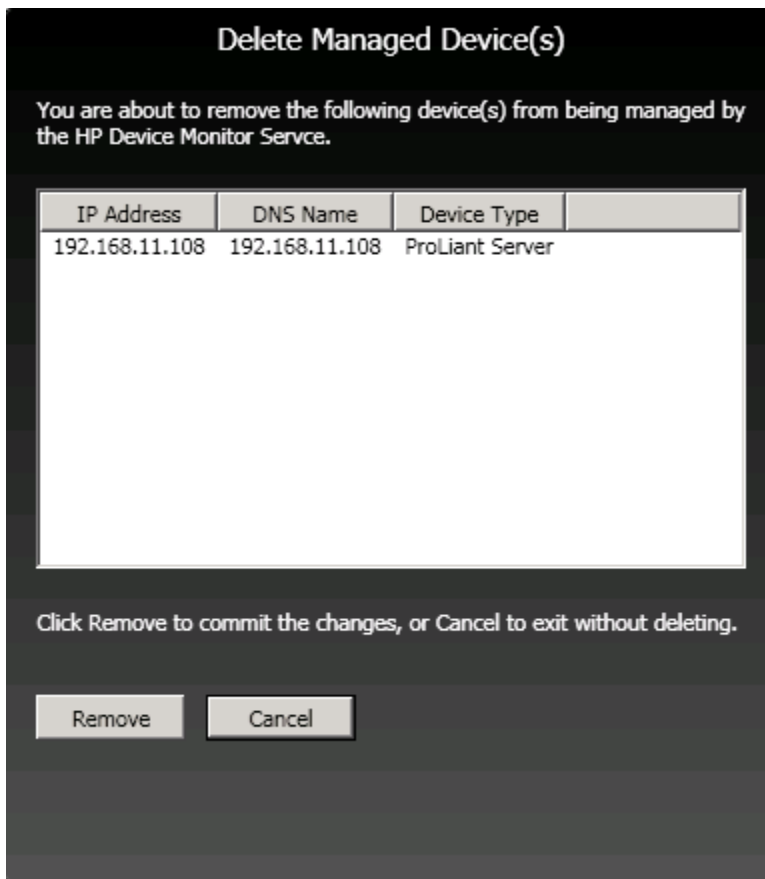 Delete Managed Device(s)
You are about to remove the following device(s) from being managed by
the HP Device Monitor Servce.
IP Address DNS Name Device Type
192.168.11.108 192.168.11.108 ProLiant Server
Click Remove to commit the changes, or Cancel to exit without deleting.
Remove Cancel